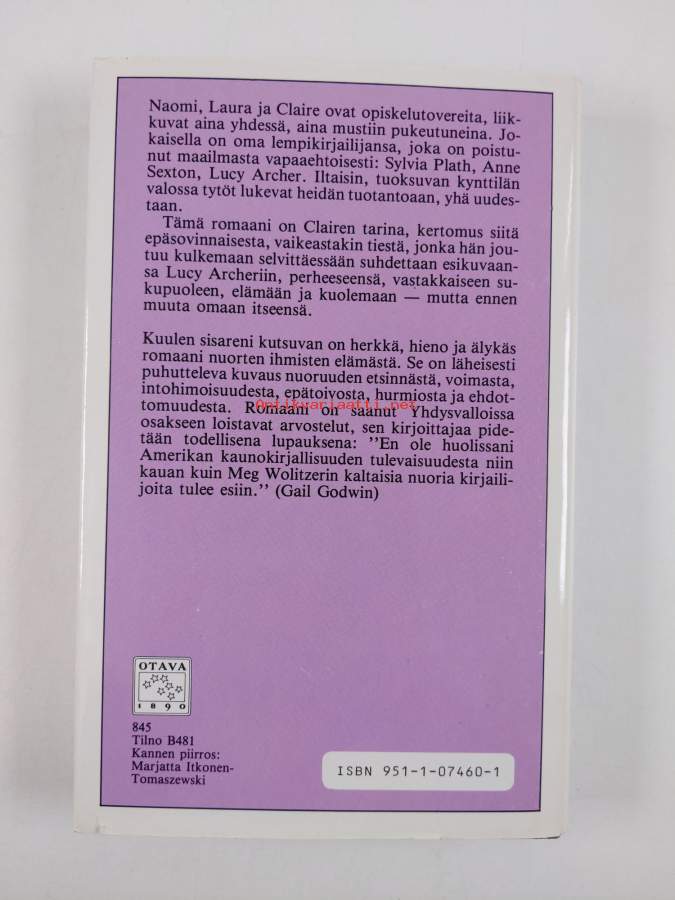 Naomi, Laura ja Claire ovat opiskelutovereita, liik-
kuvat aina yhdessä, aina mustiin pukeutuneina. Jo-
kaisella on oma lempikirjailijansa, joka on poistu-
nut maailmasta vapaaehtoisesti: Sylvia Plath, Anne
Sexton, Lucy Archer. Iltaisin, tuoksuvan kynttilän
valossa tytöt lukevat heidän tuotantoaan, yhä uudes-
taan.
Tämä romaani on Clairen tarina, kertomus siitä
epäsovinnaisesta, vaikeastakin tiestä, jonka hän jou-
tuu kulkemaan selvittäessään suhdettaan esikuvaan-
sa Lucy Archeriin, perheeseensä, vastakkaiseen su-
kupuoleen, elämään ja kuolemaan — mutta ennen
muuta omaan itseensä.
Kuulen sisareni kutsuvan on herkkä, hieno ja älykäs
romaani nuorten ihmisten elämästä. Se on läheisesti
puhutteleva kuvaus nuoruuden etsinnästä, voimasta,
intohimoisuudesta, epätoivosta, hurmiosta ja ehdot-
tomuudesta. Romaani on saanut Yhdysvalloissa
Antikvariaatti.net
osakseen loistavat arvostelut, sen kirjoittajaa pide-
tään todellisena lupauksena: ''En ole huolissani
Amerikan kaunokirjallisuuden tulevaisuudesta niin
kauan kuin Meg Wolitzerin kaltaisia nuoria kirjaili-
joita tulee esiin.'' (Gail Godwin)
OTAVA
1890
845
Tilno B481
Kannen piirros:
Marjatta Itkonen-
Tomaszewski
ISBN 951-1-07460-1